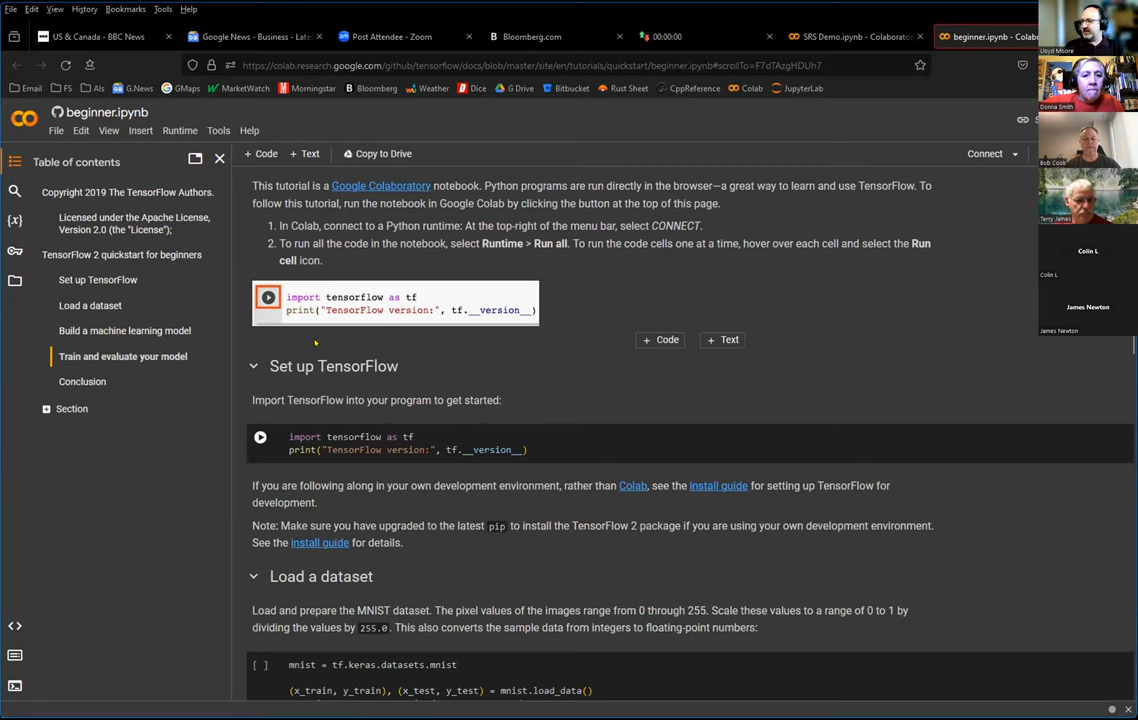 File Edit View History Bookmarks Tools Help
US & Canada - BBC News
Google News - Business - Late
Post Attendee - Zoom
Bloomberg.com
00:00:00
SRS Demo.ipynb - Colaborato
beginner.ipynb - Colabo
https://colab.research.google.com/github/tensorflow/docs/blob/master/site/en/tutorials/quickstart/beginner.ipynb#scrollTo=F7dTAzgHDUh7
Email FS AIs G.News GMaps MarketWatch Morningstar Bloomberg Weather Dice G Drive Bitbucket Rust Sheet CppReference Colab JupyterLab
beginner.ipynb
File Edit View Insert Runtime Tools Help
Table of contents
+ Code + Text Copy to Drive Connect
Copyright 2019 The TensorFlow Authors.
Licensed under the Apache License,
Version 2.0 (the "License");
TensorFlow 2 quickstart for beginners
Set up TensorFlow
Load a dataset
Build a machine learning model
Train and evaluate your model
Conclusion
Section
This tutorial is a Google Colaboratory notebook. Python programs are run directly in the browser—a great way to learn and use TensorFlow. To
follow this tutorial, run the notebook in Google Colab by clicking the button at the top of this page.
1. In Colab, connect to a Python runtime: At the top-right of the menu bar, select CONNECT.
2. To run all the code in the notebook, select Runtime > Run all. To run the code cells one at a time, hover over each cell and select the Run
cell icon.
import tensorflow as tf
print("TensorFlow version:", tf.__version__)
+ Code + Text
Set up TensorFlow
Import TensorFlow into your program to get started:
import tensorflow as tf
print("TensorFlow version:", tf.__version__)
If you are following along in your own development environment, rather than Colab, see the install guide for setting up TensorFlow for
development.
Note: Make sure you have upgraded to the latest pip to install the TensorFlow 2 package if you are using your own development environment.
See the install guide for details.
Load a dataset
Load and prepare the MNIST dataset. The pixel values of the images range from 0 through 255. Scale these values to a range of 0 to 1 by
dividing the values by 255.0. This also converts the sample data from integers to floating-point numbers:
[ ] mnist = tf.keras.datasets.mnist
(x_train, y_train), (x_test, y_test) = mnist.load_data()
Lloyd Moore
Donna Smith
Bob Cook
Terry James
Colin L
Colin L
James Newton
James Newton